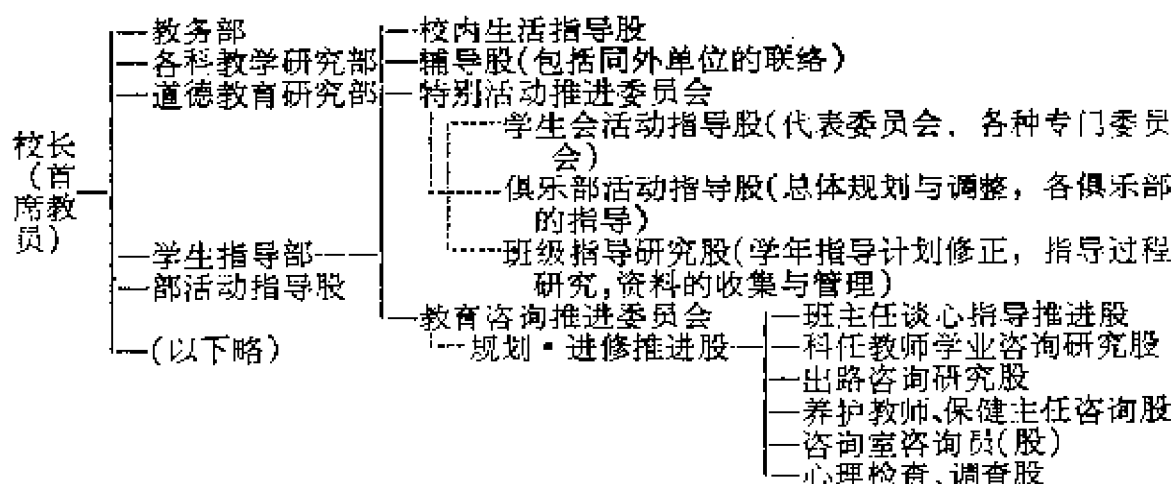 教务部
各科教学研究部
道德教育研究部
校长
(首
席教
员)
学生指导部
部活动指导股
(以下略)
校内生活指导股
辅导股(包括同外单位的联络)
特别活动推进委员会
学生会活动指导股(代表委员会，各种专门委员
会)
俱乐部活动指导股(总体规划与调整，各俱乐部
的指导)
班级指导研究股(学年指导计划修正，指导过程
研究,资料的收集与管理)
教育咨询推进委员会
规划·进修推进股
班主任谈心指导推进股
科任教师学业咨询研究股
出路咨询研究股
养护教师、保健主任咨询股
咨询室咨询员(股)
心理检查、调查股